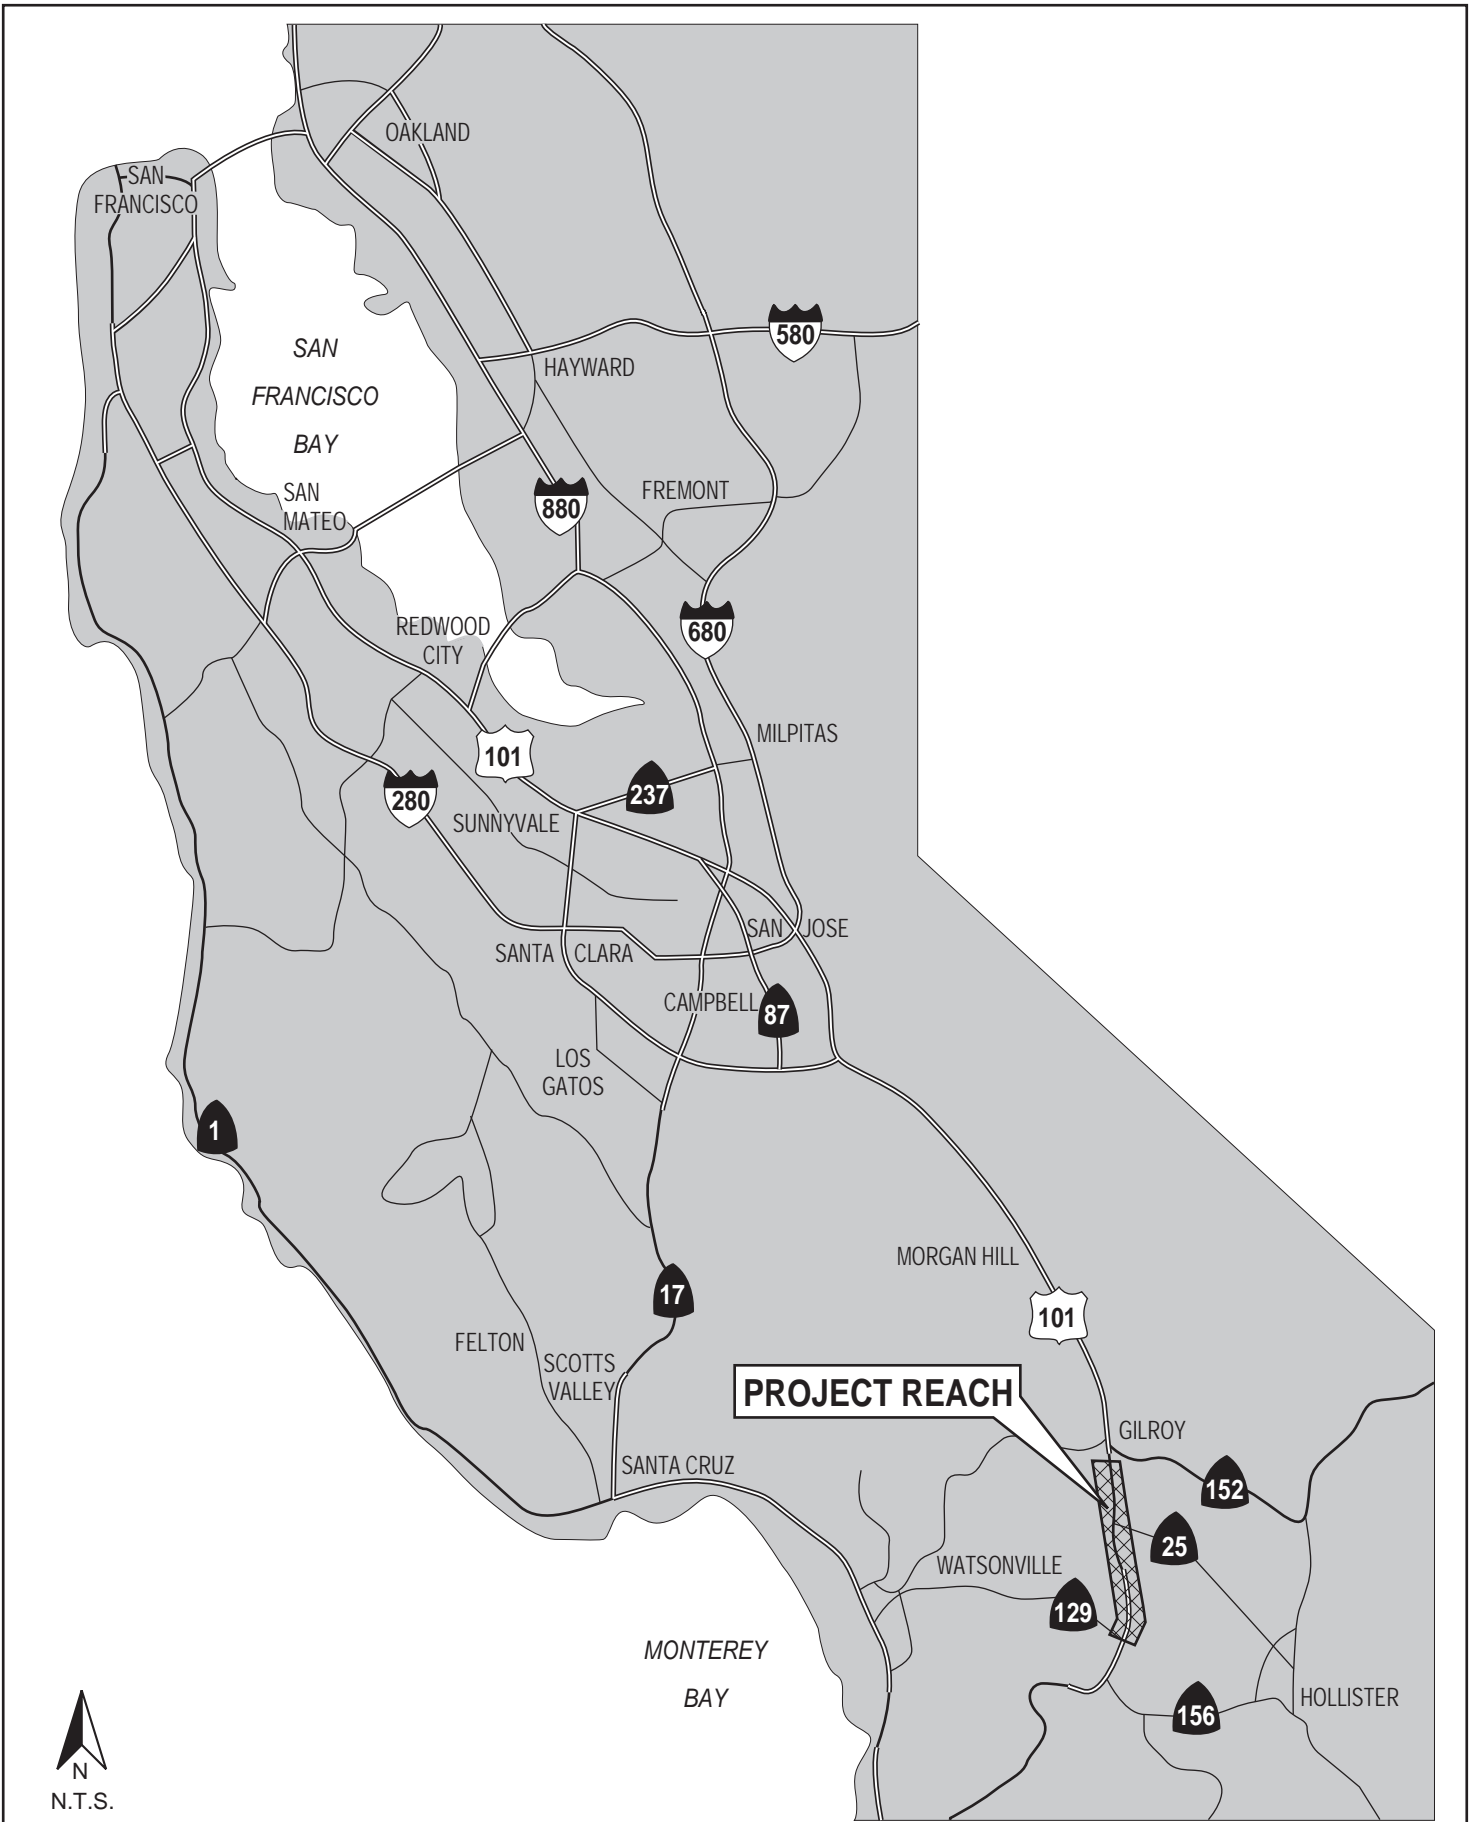 OAKLAND
SAN
FRANCISCO
580
SAN
FRANCISCO
BAY
HAYWARD
SAN
MATEO
880
FREMONT
REDWOOD
CITY
680
MILPITAS
101
280
237
SUNNYVALE
SAN JOSE
SANTA CLARA
CAMPBELL
87
LOS
GATOS
1
MORGAN HILL
17
101
FELTON
SCOTTS
VALLEY
PROJECT REACH
GILROY
SANTA CRUZ
152
25
WATSONVILLE
129
MONTEREY
BAY
HOLLISTER
156
N
N.T.S.